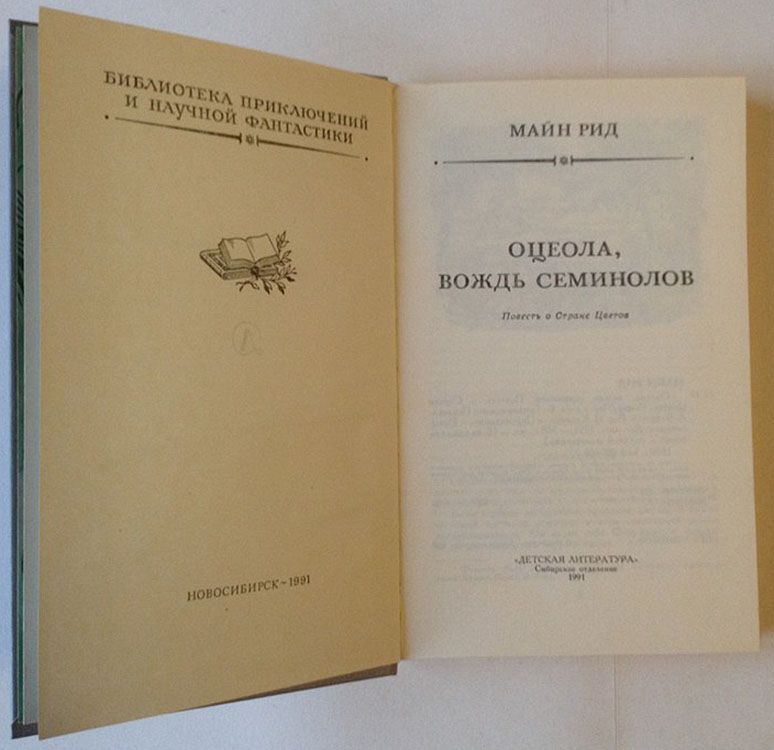 БИБЛИОТЕКА ПРИКЛЮЧЕНИЙ
И НАУЧНОЙ ФАНТАСТИКИ
НОВОСИБИРСК~1991
МАЙН РИД
ОЦЕОЛА,
ВОЖДЬ СЕМИНОЛОВ
Повесть о Стране Цветов
«ДЕТСКАЯ ЛИТЕРАТУРА»
Сибирское отделение
1991